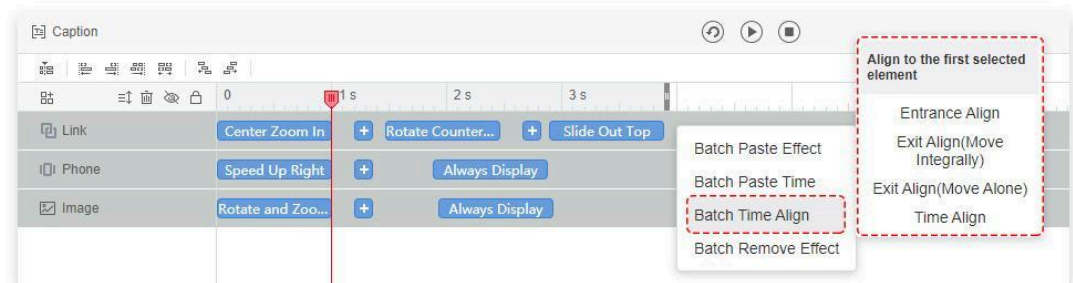 Caption
Align to the first selected
element
0
1 s
2 s
3 s
Entrance Align
Link
Center Zoom In
+
Rotate Counter...
+
Slide Out Top
Exit Align(Move
Integrally)
Batch Paste Effect
Phone
Speed Up Right
+
Always Display
Batch Paste Time
Exit Align(Move Alone)
Image
Rotate and Zoo...
+
Always Display
Batch Time Align
Time Align
Batch Remove Effect